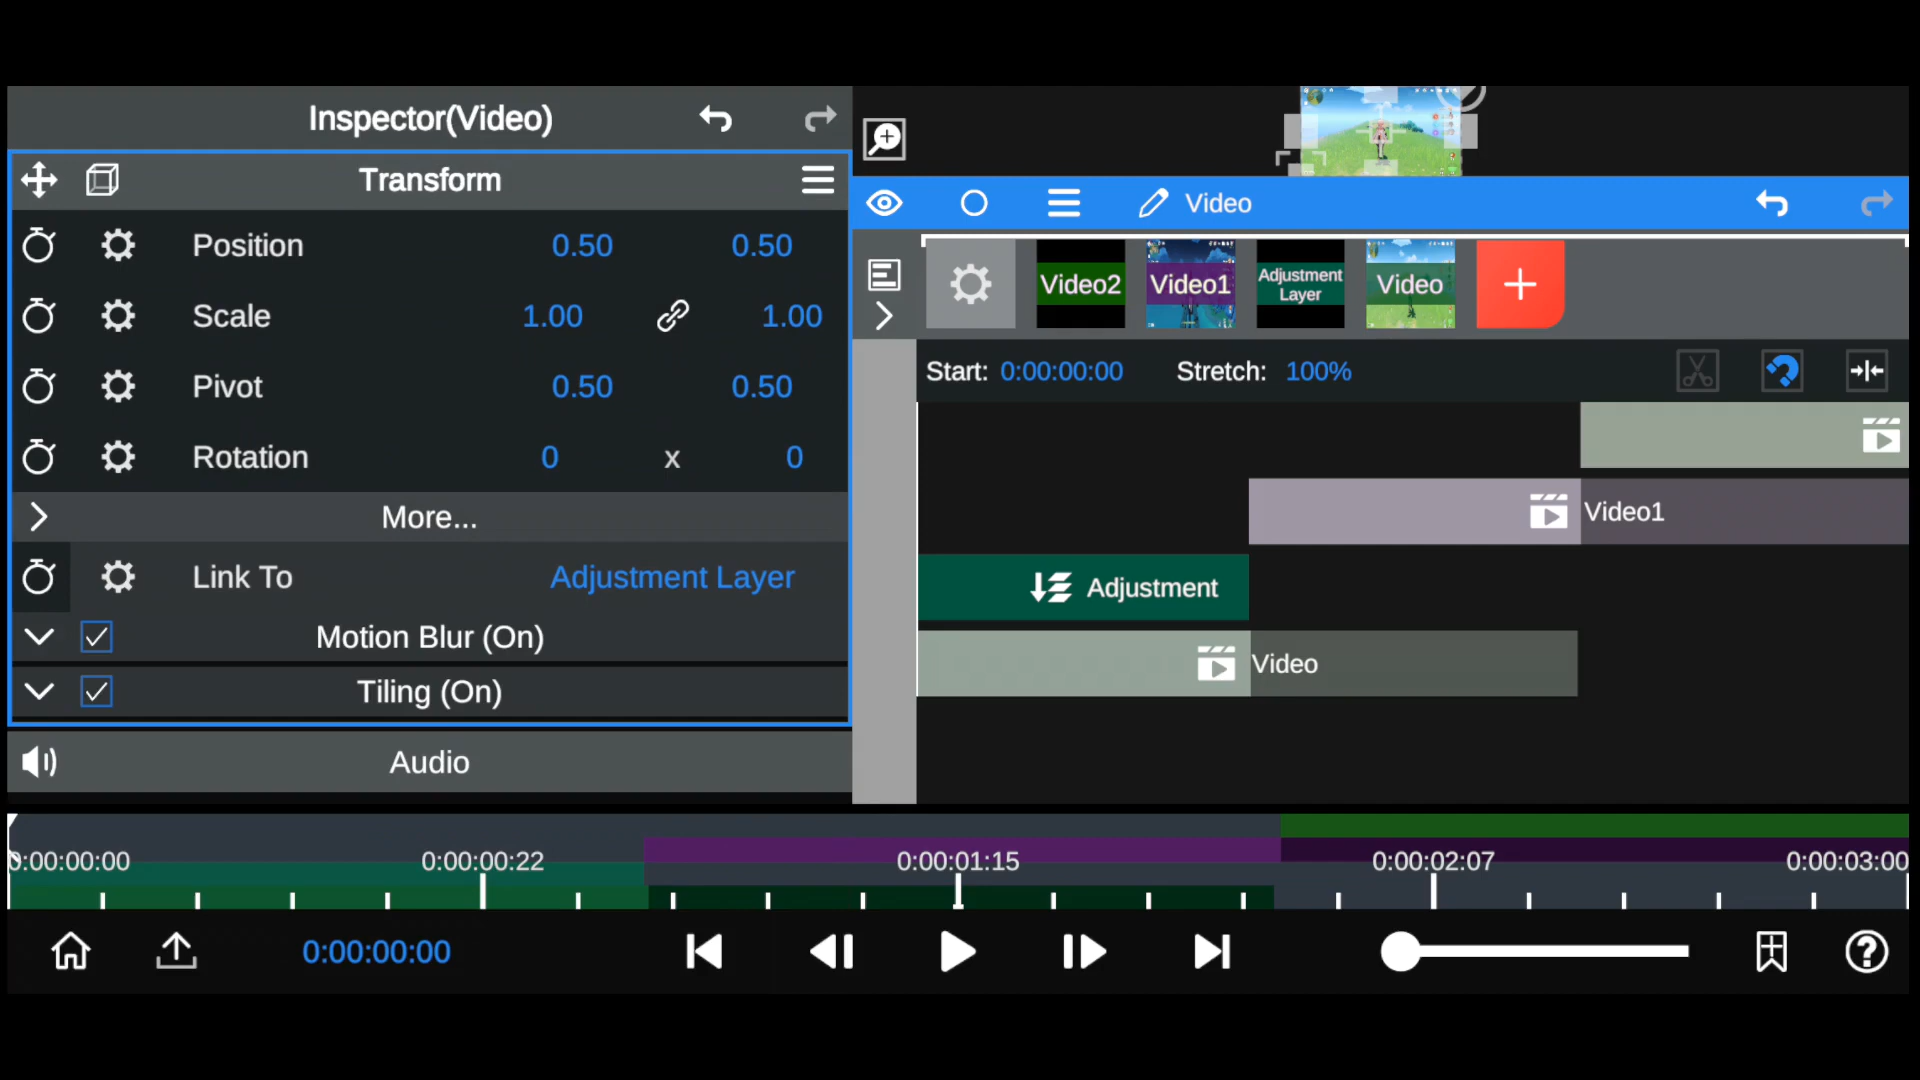 Inspector(Video)
Transform
Position 0.50 0.50
Scale 1.00 1.00
Pivot 0.50 0.50
Rotation 0 x 0
More...
Link To Adjustment Layer
Motion Blur (On)
Tiling (On)
Audio
Video
Video2
Video1
Adjustment
Layer
Video
Start: 0:00:00:00 Stretch: 100%
Video1
Adjustment
Video
0:00:00:00 0:00:00:22 0:00:01:15 0:00:02:07 0:00:03:00
0:00:00:00